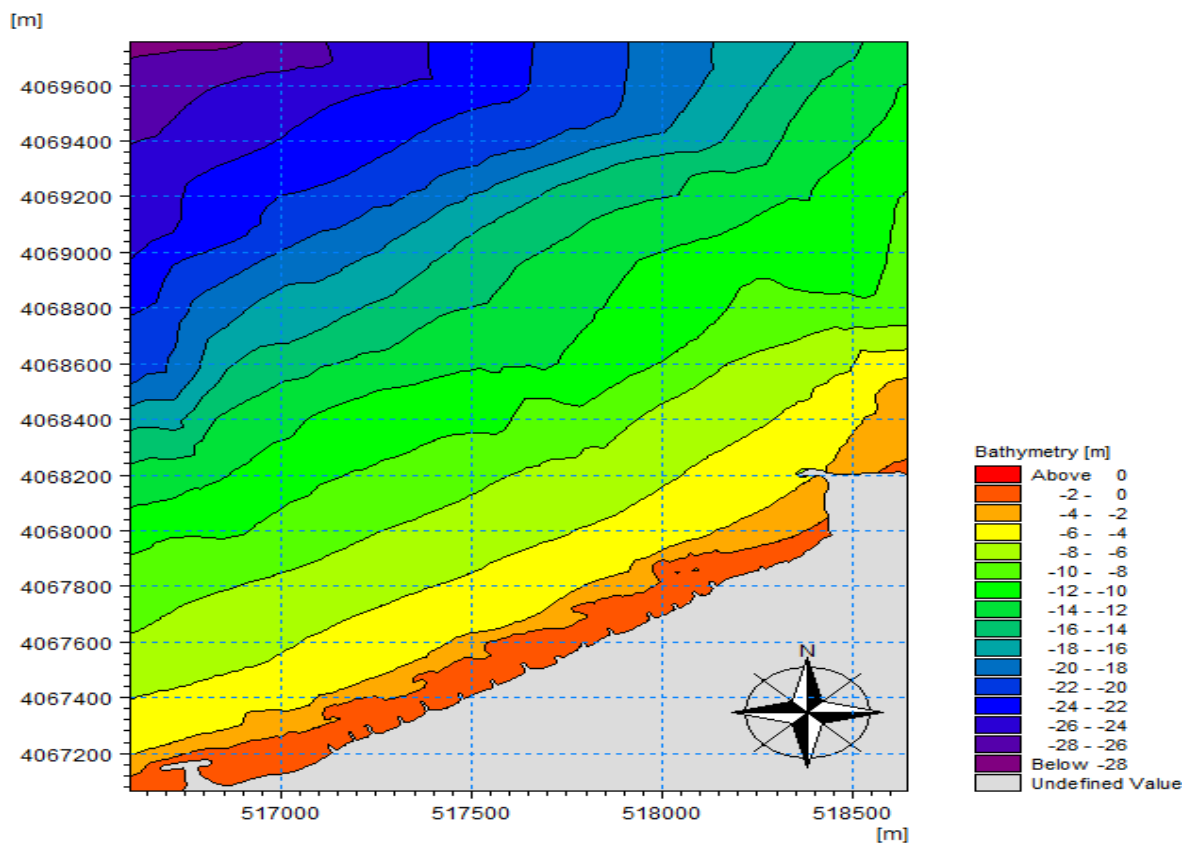 [m]
4069600
4069400
4069200
4069000
4068800
4068600
4068400
4068200
4068000
4067800
4067600
4067400
4067200
517000 517500 518000 518500
[m]
N
Bathymetry [m]
Above 0
-2 - 0
-4 - -2
-6 - -4
-8 - -6
-10 - -8
-12 - -10
-14 - -12
-16 - -14
-18 - -16
-20 - -18
-22 - -20
-24 - -22
-26 - -24
-28 - -26
Below -28
Undefined Value